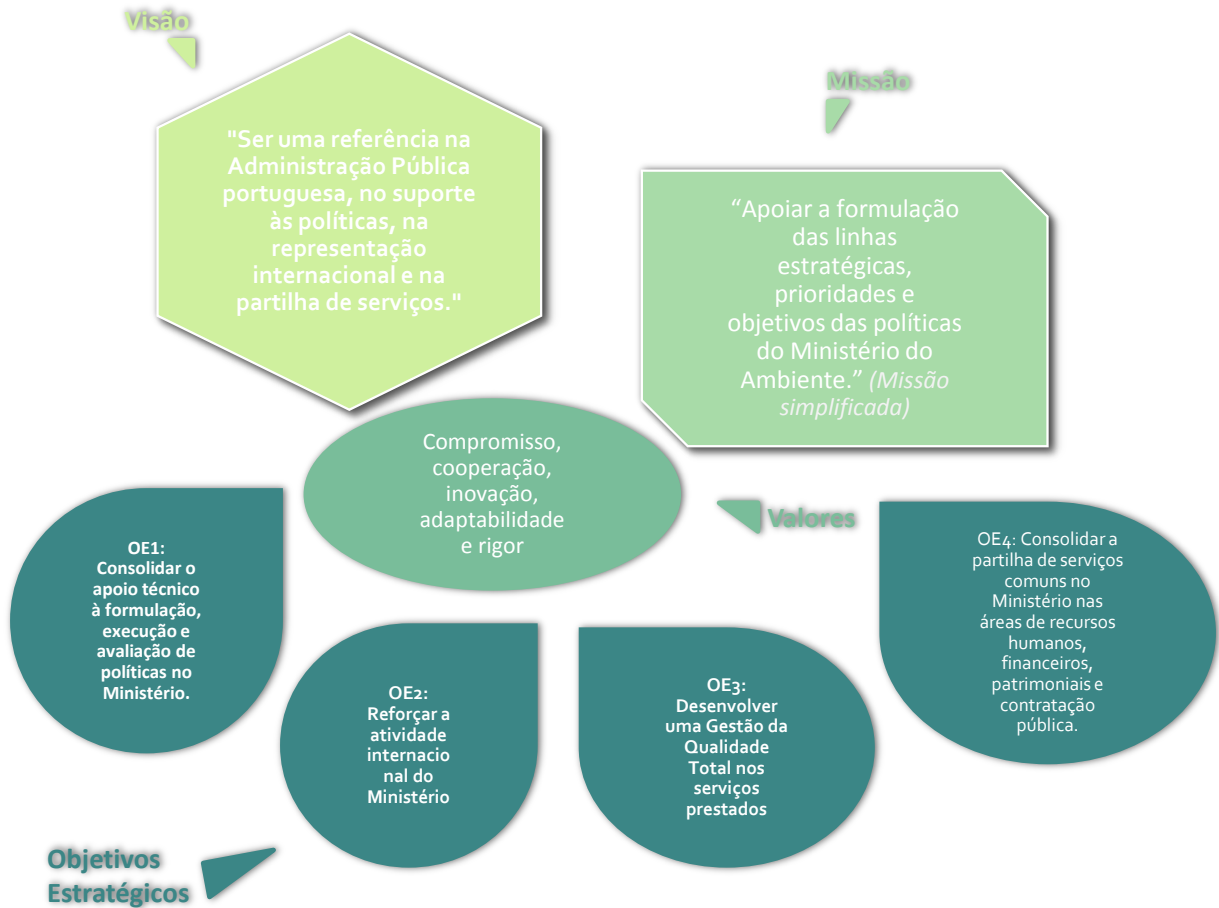 Visão
"Ser uma referência na
Administração Pública
portuguesa, no suporte
às políticas, na
representação
internacional e na
partilha de serviços."
Missão
“Apoiar a formulação
das linhas
estratégicas,
prioridades e
objetivos das políticas
do Ministério do
Ambiente.” (Missão
simplificada)
Compromisso,
cooperação,
inovação,
adaptabilidade
e rigor
Valores
OE1:
Consolidar o
apoio técnico
à formulação,
execução e
avaliação de
políticas no
Ministério.
OE2:
Reforçar a
atividade
internacio
nal do
Ministério
OE3:
Desenvolver
uma Gestão da
Qualidade
Total nos
serviços
prestados
OE4: Consolidar a
partilha de serviços
comuns no
Ministério nas
áreas de recursos
humanos,
financeiros,
patrimoniais e
contratação
pública.
Objetivos
Estratégicos